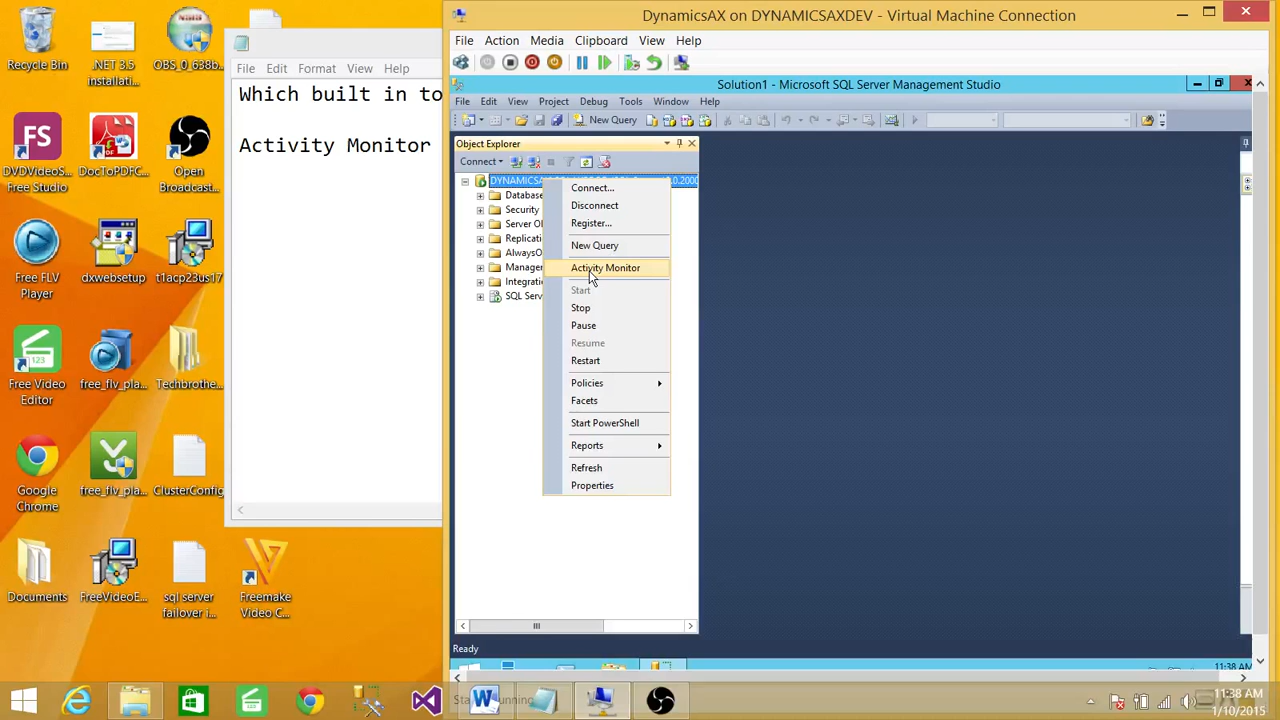 Recycle Bin
.NET 3.5
installati...
OBS_0_638b...
DVDVideoS...
Free Studio
DocToPDFC...
Open
Broadcast...
Free FLV
Player
dxwebsetup
t1acp23us17
Free Video
Editor
free_flv_pla...
Techbrothe...
Google
Chrome
free_flv_pla...
ClusterConfig
Documents
FreeVideoE...
sql server
failover i...
Freemake
Video C...
File Edit Format View Help
Which built in to
Activity Monitor
DynamicsAX on DYNAMICSAXDEV - Virtual Machine Connection
File Action Media Clipboard View Help
Solution1 - Microsoft SQL Server Management Studio
File Edit View Project Debug Tools Window Help
New Query
Object Explorer
Connect
Connect...
Disconnect
Register...
New Query
Activity Monitor
Start
Stop
Pause
Resume
Restart
Policies
Facets
Start PowerShell
Reports
Refresh
Properties
Databas
Security
Server O
Replicati
AlwaysO
Manager
Integrati
SQL Serv
Ready
11:38 AM
11:38 AM
1/10/2015